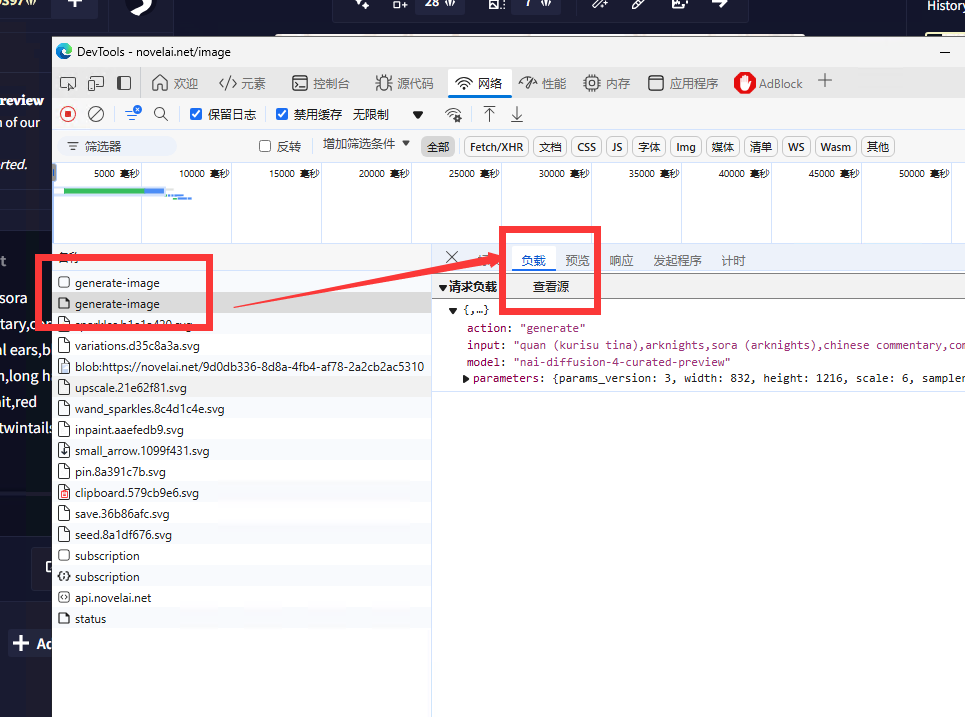 28
7
History
DevTools - novelai.net/image
欢迎
元素
控制台
源代码
网络
性能
内存
应用程序
AdBlock
review
n of our
orted.
保留日志
禁用缓存
无限制
筛选器
反转
增加筛选条件
全部
Fetch/XHR
文档
CSS
JS
字体
Img
媒体
清单
WS
Wasm
其他
5000 毫秒
10000 毫秒
15000 毫秒
20000 毫秒
25000 毫秒
30000 毫秒
35000 毫秒
40000 毫秒
45000 毫秒
50000 毫秒
名称
负载
预览
响应
发起程序
计时
generate-image
generate-image
sparkles.b1e1a430.svg
variations.d35c8a3a.svg
blob:https://novelai.net/9d0db336-8d8a-4fb4-af78-2a2cb2ac5310
upscale.21e62f81.svg
wand_sparkles.8c4d1c4e.svg
inpaint.aaefedb9.svg
small_arrow.1099f431.svg
pin.8a391c7b.svg
clipboard.579cb9e6.svg
save.36b86afc.svg
seed.8a1df676.svg
subscription
subscription
api.novelai.net
status
请求负载
查看源
{,…}
action: "generate"
input: "quan (kurisu tina),arknights,sora (arknights),chinese commentary,com
model: "nai-diffusion-4-curated-preview"
parameters: {params_version: 3, width: 832, height: 1216, scale: 6, sampler
t
sora
tary,con
l ears,b
n,long h
it,red
twintails
Ad